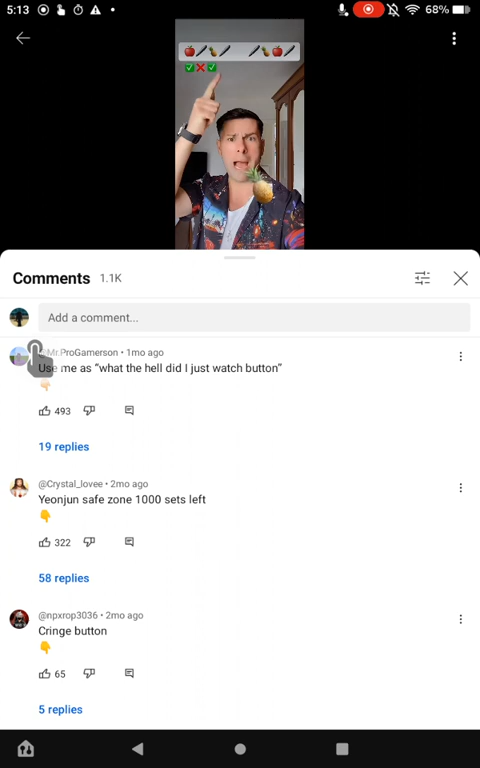 5:13
68%
Comments 1.1K
Add a comment...
@Mr.ProGamerson • 1mo ago
Use me as “what the hell did I just watch button”
👇🏻
493
19 replies
@Crystal_lovee • 2mo ago
Yeonjun safe zone 1000 sets left
👇
322
58 replies
@npxrop3036 • 2mo ago
Cringe button
👇
65
5 replies